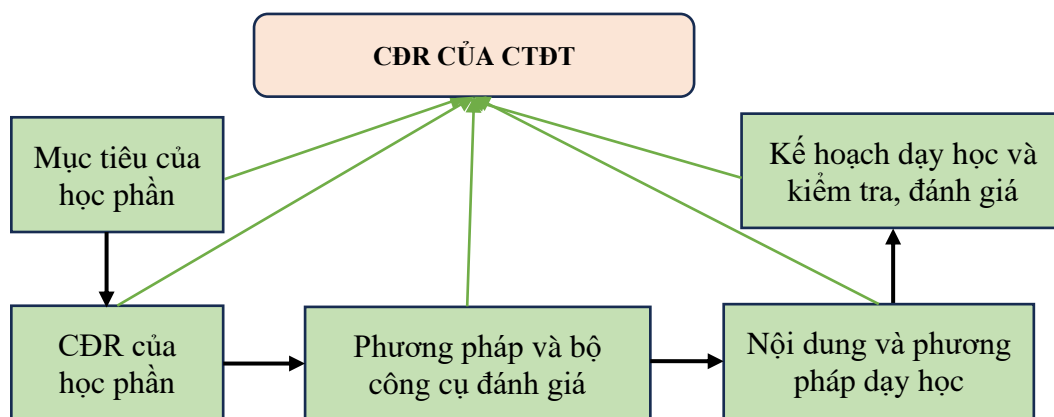 CĐR CỦA CTĐT
Mục tiêu của
học phần
Kế hoạch dạy học và
kiểm tra, đánh giá
CĐR của
học phần
Phương pháp và bộ
công cụ đánh giá
Nội dung và phương
pháp dạy học